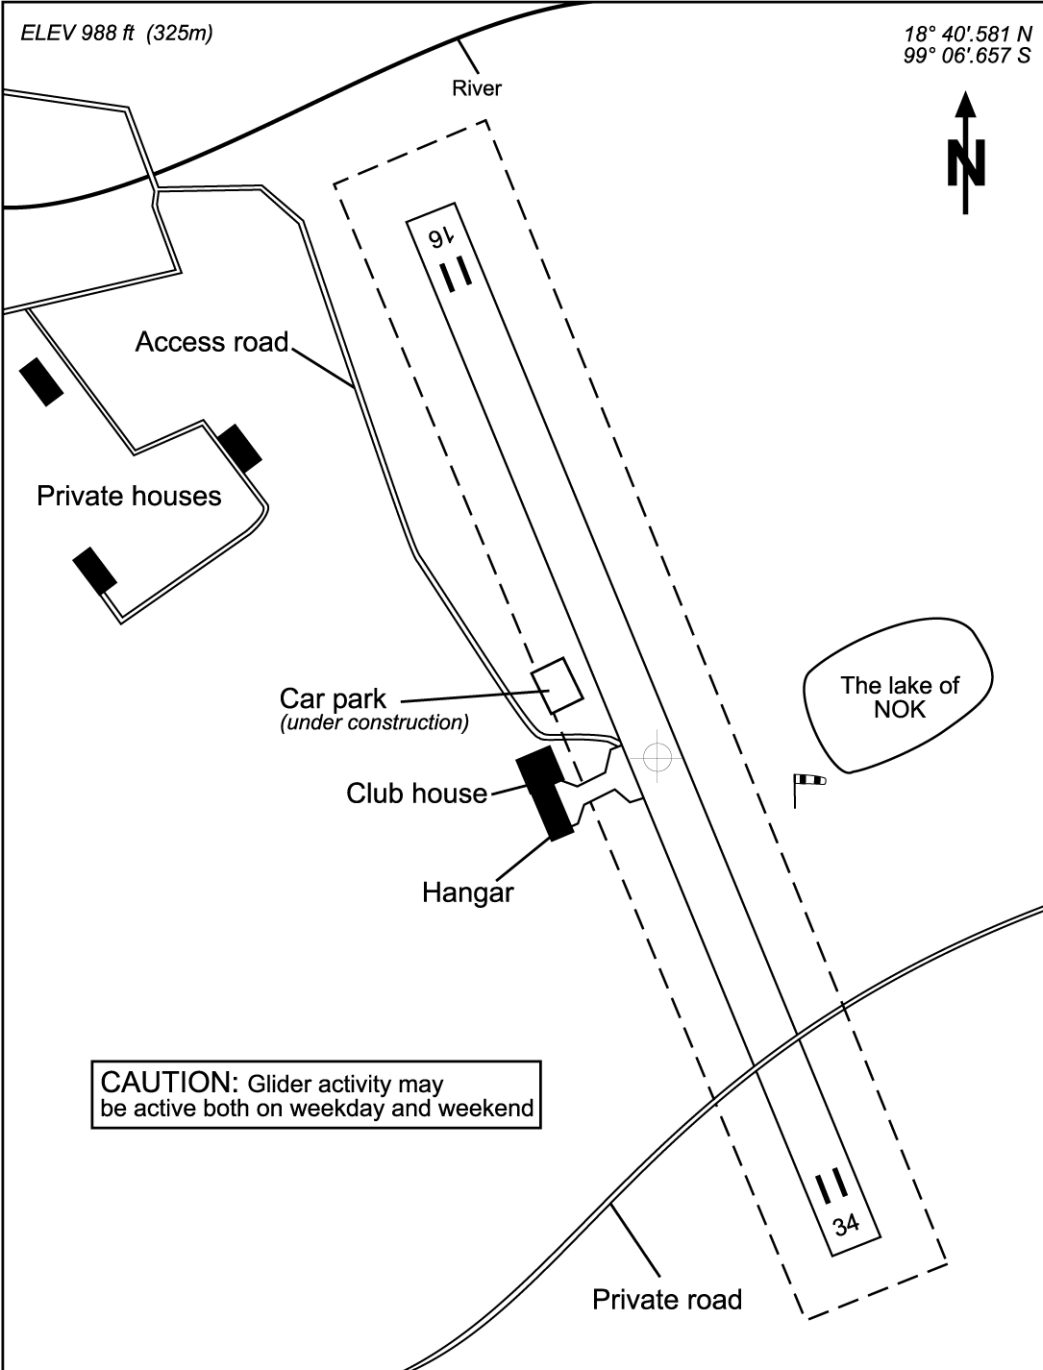 ELEV 988 ft (325m)
18° 40'.581 N
99° 06'.657 S
River
N
16
Access road
Private houses
The lake of
NOK
Car park
(under construction)
Club house
Hangar
CAUTION: Glider activity may
be active both on weekday and weekend
34
Private road